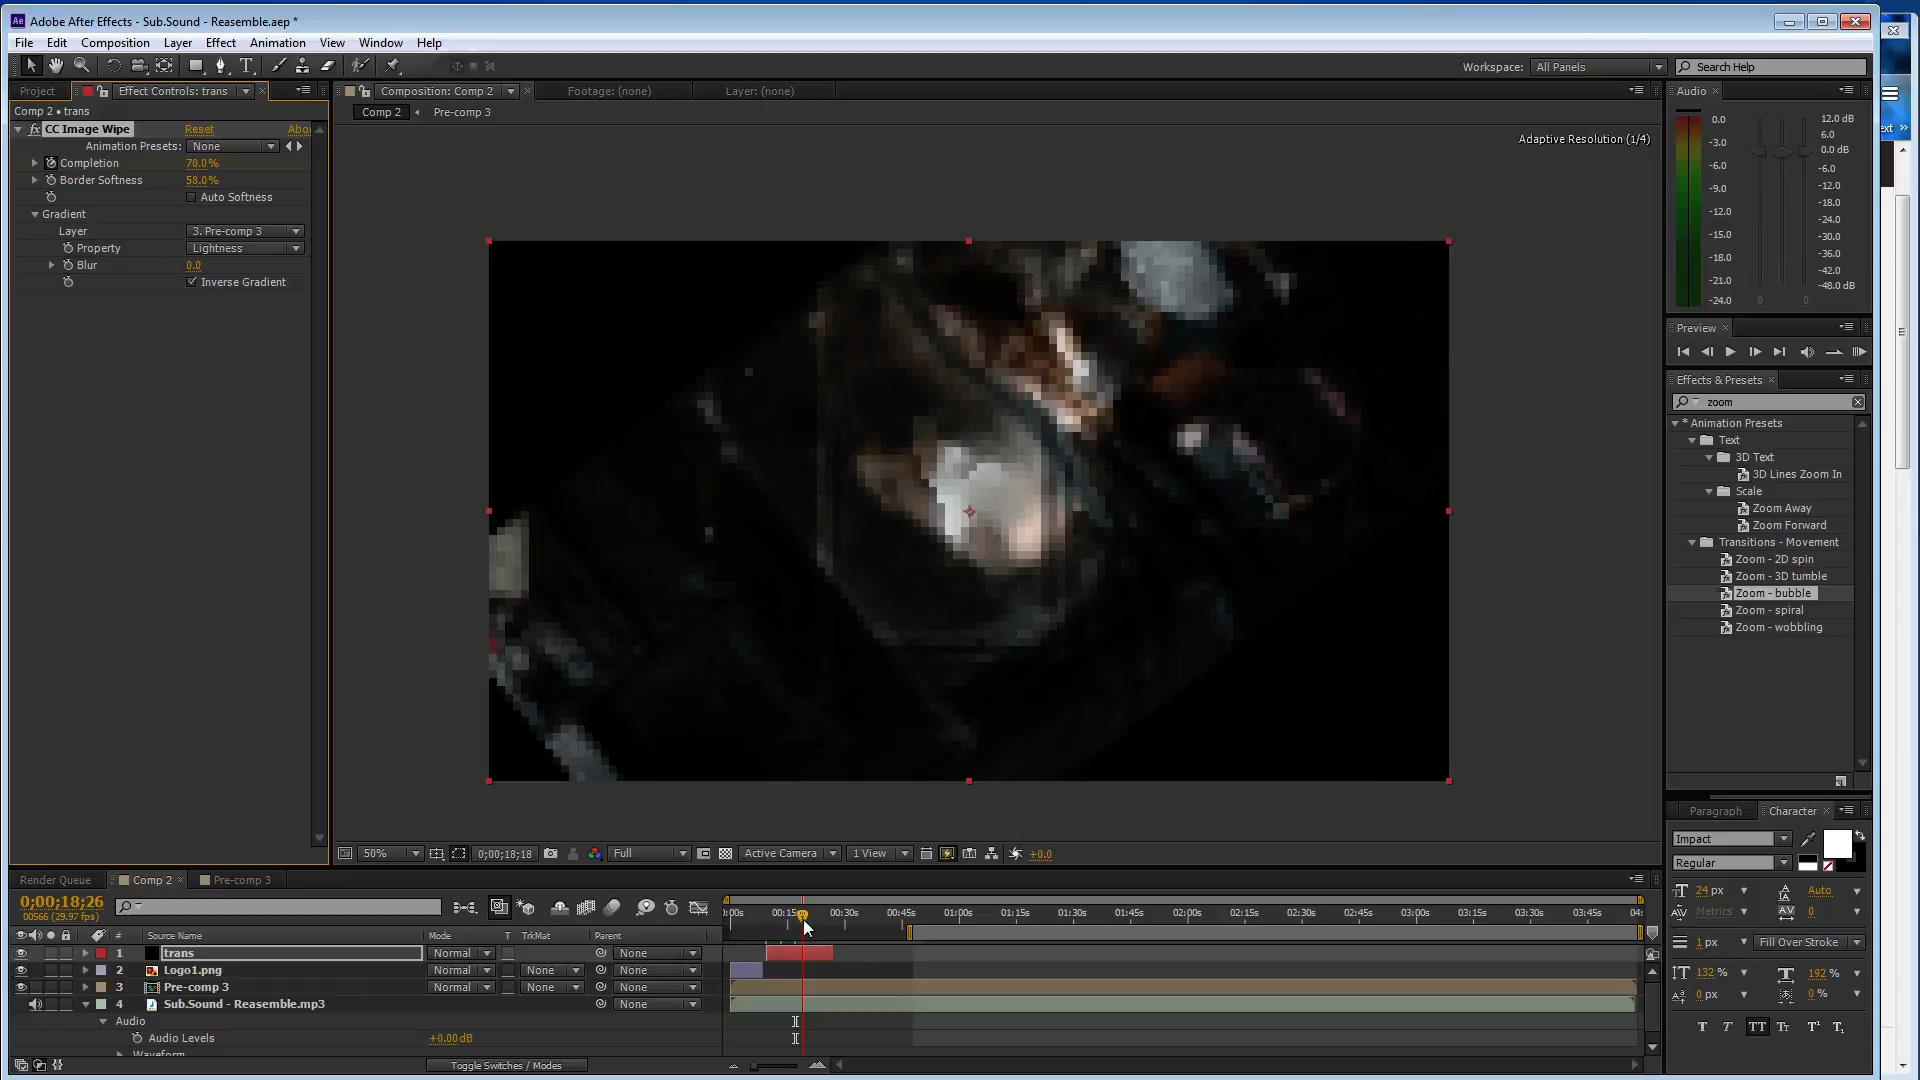 Adobe After Effects - Sub.Sound - Reasemble.aep *
File Edit Composition Layer Effect Animation View Window Help
Workspace: All Panels Search Help
Project Effect Controls: trans Composition: Comp 2 Footage: (none) Layer: (none) Audio
Comp 2 • trans
Comp 2 Pre-comp 3
CC Image Wipe Reset
Animation Presets: None
Completion 70.0%
Border Softness 58.0%
Auto Softness
Gradient
Layer 3. Pre-comp 3
Property Lightness
Blur 0.0
Inverse Gradient
Adaptive Resolution (1/4)
0.0
-3.0
-6.0
-9.0
-12.0
-15.0
-18.0
-21.0
-24.0
12.0 dB
6.0
0.0 dB
-6.0
-12.0
-18.0
-24.0
-30.0
-36.0
-42.0
-48.0 dB
0 0
Preview
Effects & Presets
zoom
* Animation Presets
Text
3D Text
3D Lines Zoom In
Scale
Zoom Away
Zoom Forward
Transitions - Movement
Zoom - 2D spin
Zoom - 3D tumble
Zoom - bubble
Zoom - spiral
Zoom - wobbling
Paragraph Character
Impact
Regular
24 px Auto
Metrics 0
1 px Fill Over Stroke
132 % 192 %
0 px 0 %
T T TT Tt T¹ T₁
50% 0;00;18;18 Full Active Camera 1 View +0.0
Render Queue Comp 2 Pre-comp 3
0;00;18;26
00566 (29.97 fps)
# Source Name Mode T TrkMat Parent
1 trans Normal None
2 Logo1.png Normal None None
3 Pre-comp 3 Normal None None
4 Sub.Sound - Reasemble.mp3 None
Audio
Audio Levels +0.00 dB
Waveform
Toggle Switches / Modes
00:15s 00:30s 00:45s 01:00s 01:15s 01:30s 01:45s 02:00s 02:15s 02:30s 02:45s 03:00s 03:15s 03:30s 03:45s 04: